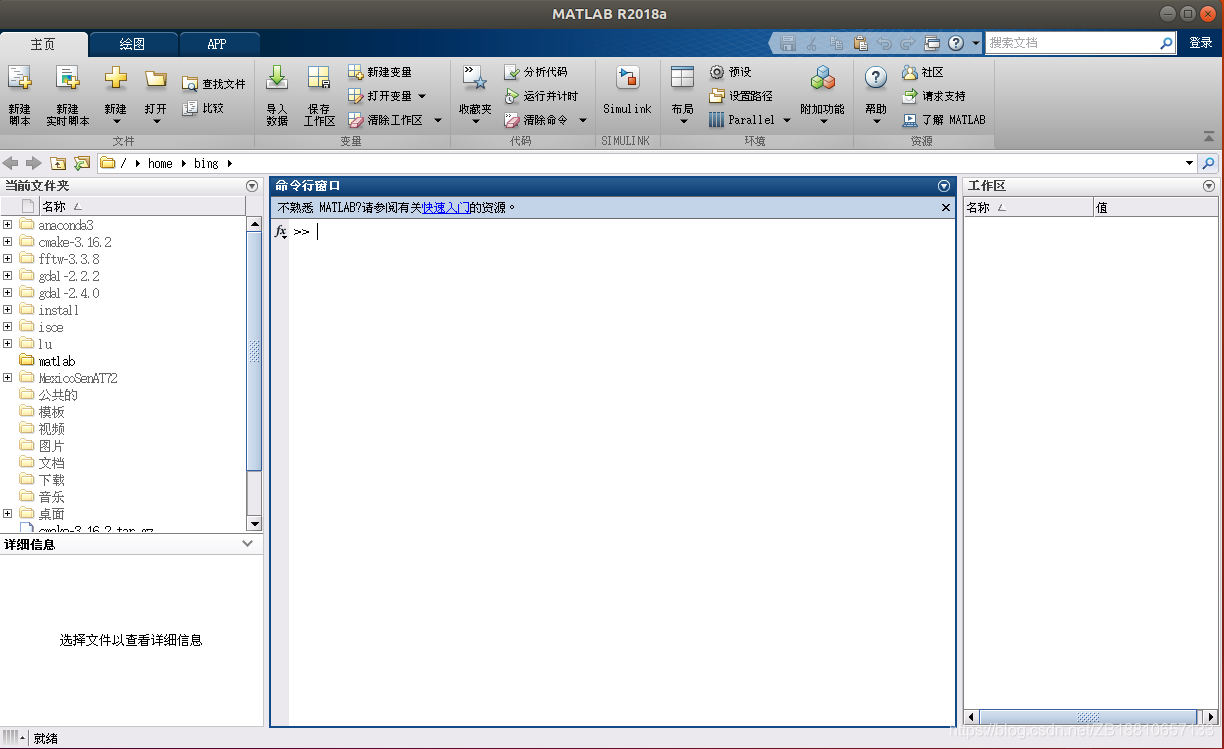 MATLAB R2018a
主页 绘图 APP
搜索文档 登录
新建脚本
新建实时脚本
新建
打开
查找文件
比较
文件
导入数据
保存工作区
新建变量
打开变量
清除工作区
变量
收藏夹
分析代码
运行并计时
清除命令
代码
Simulink
SIMULINK
布局
预设
设置路径
Parallel
附加功能
环境
帮助
社区
请求支持
了解 MATLAB
资源
/ home bing
当前文件夹
名称
anaconda3
cmake-3.16.2
fftw-3.3.8
gdal-2.2.2
gdal-2.4.0
install
isce
lu
matlab
MexicoSenAT72
公共的
模板
视频
图片
文档
下载
音乐
桌面
cmake-3.16.2.tar.gz
详细信息
选择文件以查看详细信息
命令行窗口
不熟悉 MATLAB?请参阅有关快速入门的资源。
fx >>
工作区
名称 值
就绪
https://blog.csdn.net/ZB18810657133